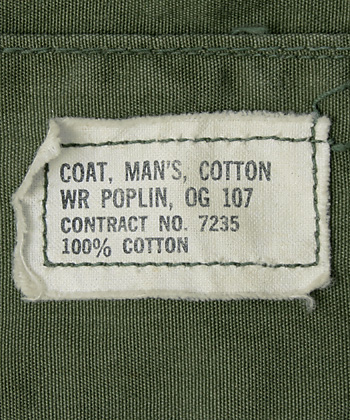 COAT, MAN'S, COTTON
WR POPLIN, OG 107
CONTRACT NO. 7235
100% COTTON